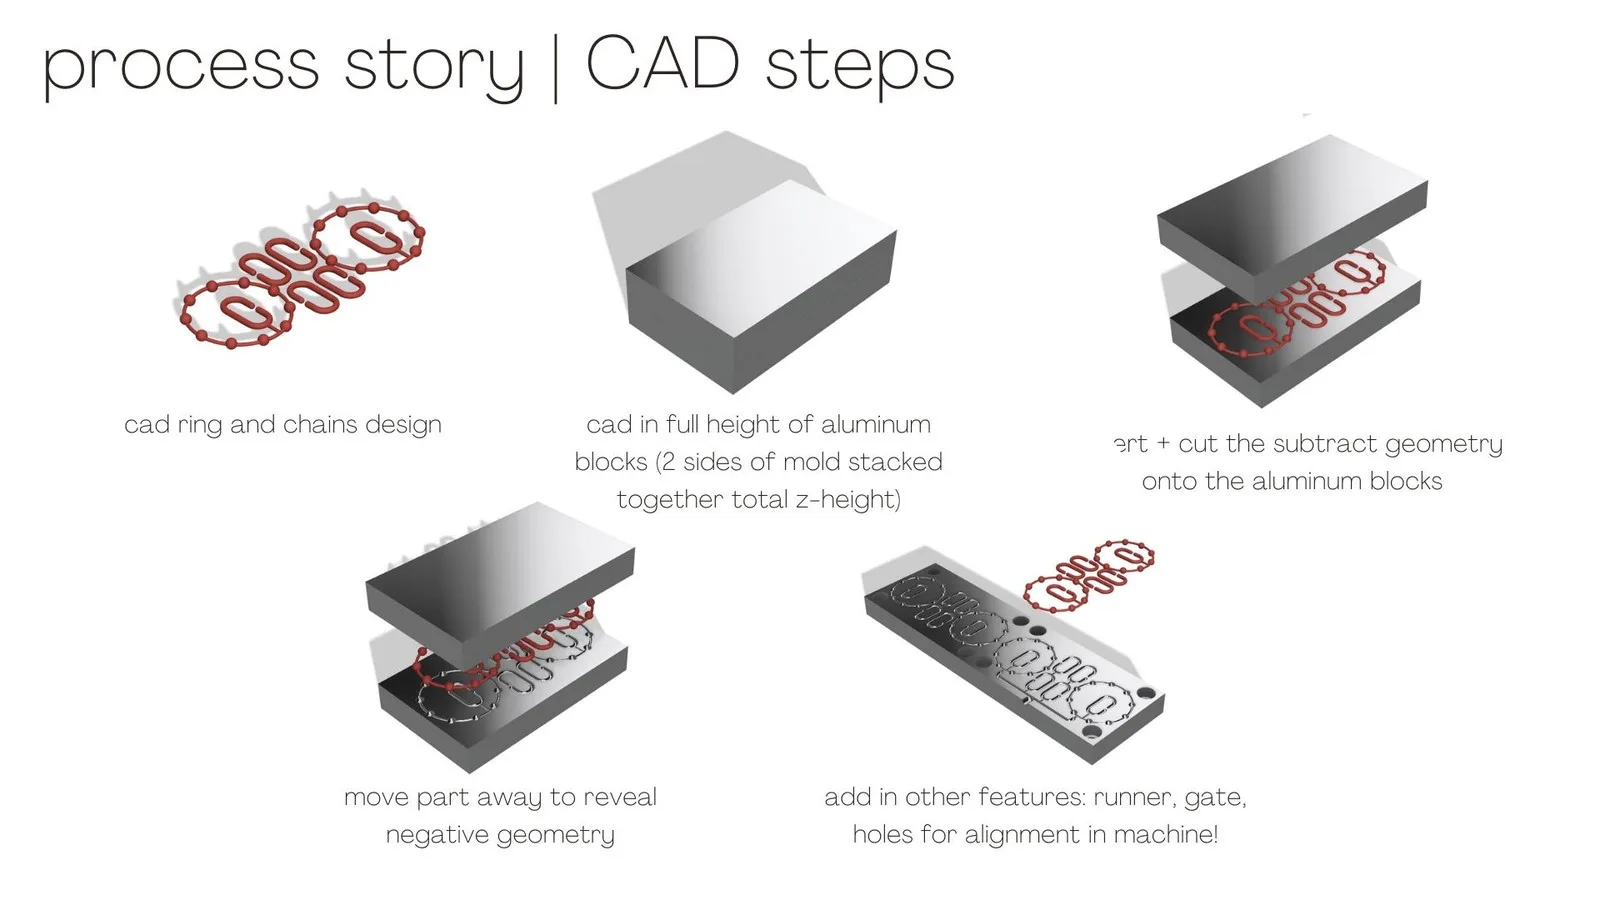 process story | CAD steps
cad ring and chains design
cad in full height of aluminum
blocks (2 sides of mold stacked
together total z-height)
+ cut the subtract geometry
onto the aluminum blocks
move part away to reveal
negative geometry
add in other features: runner, gate,
holes for alignment in machine!